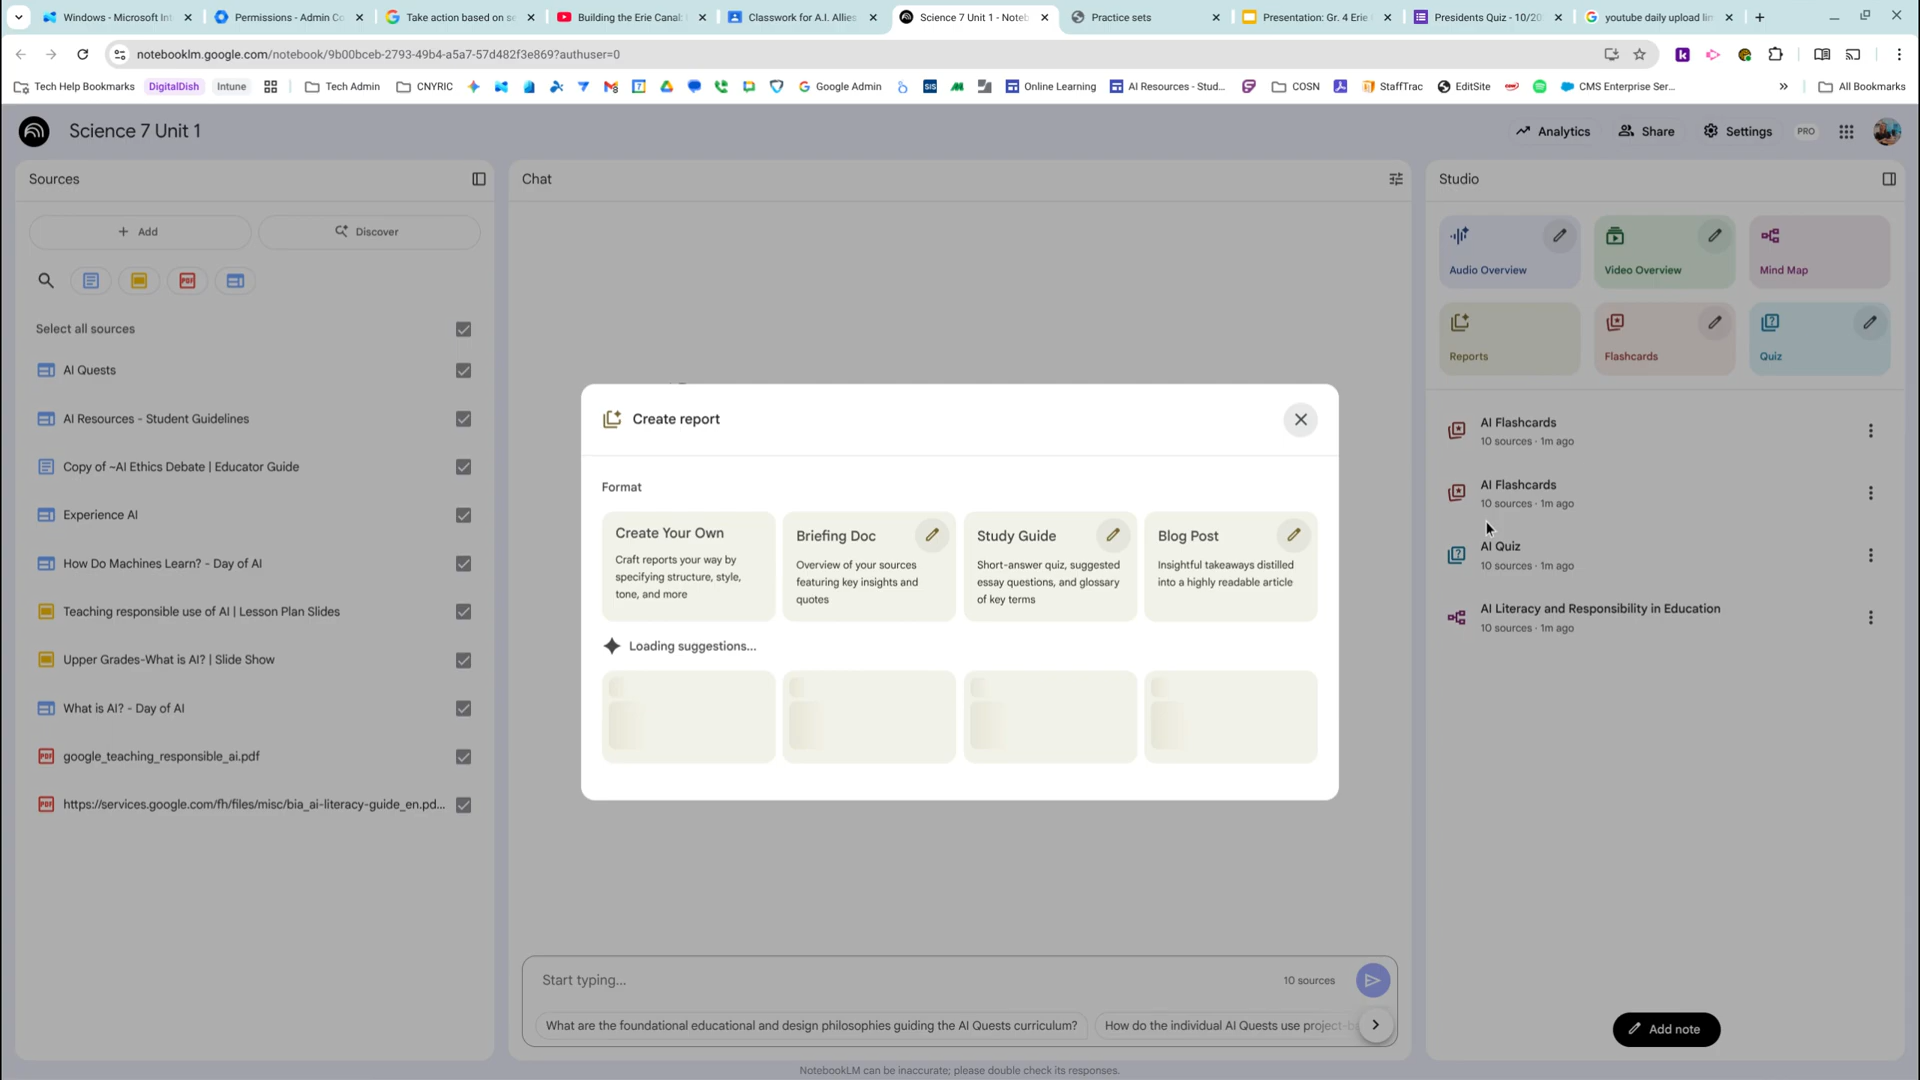 Windows - Microsoft Int
Permissions - Admin Co
Take action based on se
Building the Erie Canal:
Classwork for A.I. Allies
Science 7 Unit 1 - Noteb
Practice sets
Presentation: Gr. 4 Erie
Presidents Quiz - 10/20
youtube daily upload lim
notebooklm.google.com/notebook/9b00bceb-2793-49b4-a5a7-57d482f3e869?authuser=0
Tech Help Bookmarks
DigitalDish
Intune
Tech Admin
CNYRIC
Google Admin
SIS
Online Learning
AI Resources - Stud...
COSN
StaffTrac
EditSite
CMS Enterprise Ser...
All Bookmarks
Science 7 Unit 1
Analytics
Share
Settings
PRO
Sources
Add
Discover
PDF
Select all sources
AI Quests
AI Resources - Student Guidelines
Copy of ~AI Ethics Debate | Educator Guide
Experience AI
How Do Machines Learn? - Day of AI
Teaching responsible use of AI | Lesson Plan Slides
Upper Grades-What is AI? | Slide Show
What is AI? - Day of AI
PDF google_teaching_responsible_ai.pdf
PDF https://services.google.com/fh/files/misc/bia_ai-literacy-guide_en.pd...
Chat
Create report
Format
Create Your Own
Craft reports your way by
specifying structure, style,
tone, and more
Briefing Doc
Overview of your sources
featuring key insights and
quotes
Study Guide
Short-answer quiz, suggested
essay questions, and glossary
of key terms
Blog Post
Insightful takeaways distilled
into a highly readable article
Loading suggestions...
Start typing...
10 sources
What are the foundational educational and design philosophies guiding the AI Quests curriculum?
How do the individual AI Quests use project-b
NotebookLM can be inaccurate; please double check its responses.
Studio
Audio Overview
Video Overview
Mind Map
Reports
Flashcards
Quiz
AI Flashcards
10 sources · 1m ago
AI Flashcards
10 sources · 1m ago
AI Quiz
10 sources · 1m ago
AI Literacy and Responsibility in Education
10 sources · 1m ago
Add note